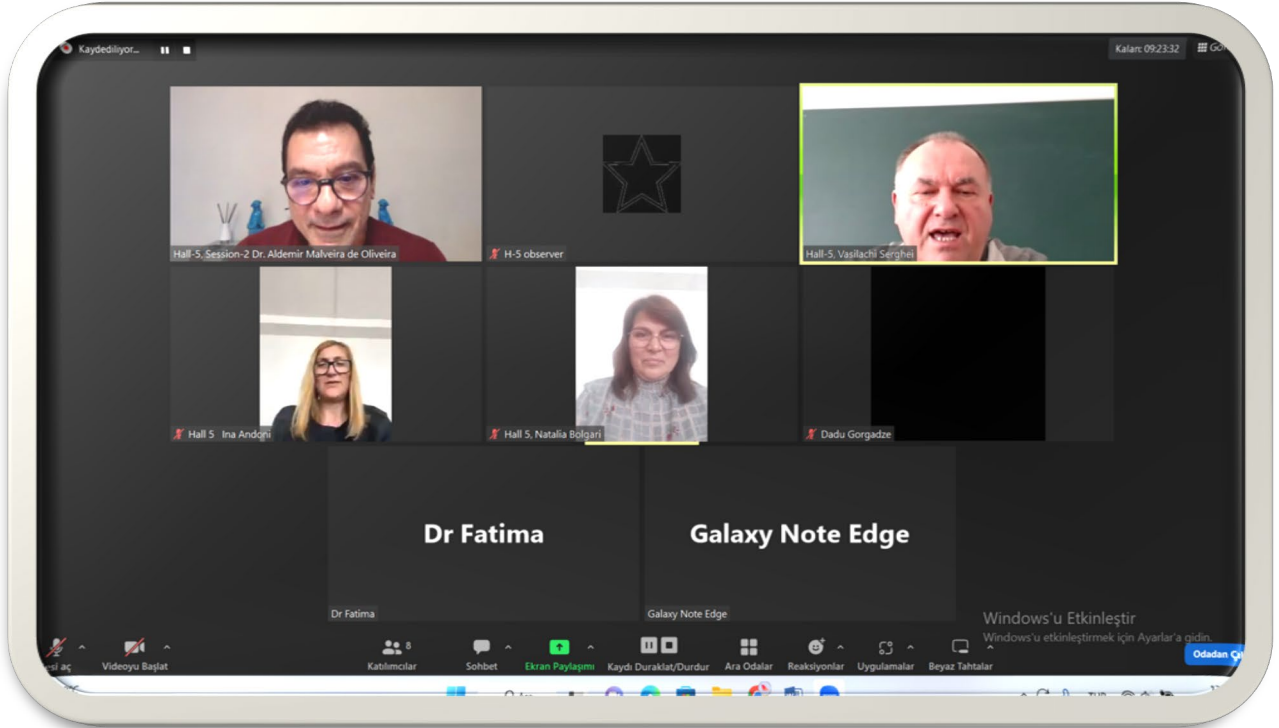 Kaydediliyor...
Kalan: 09:23:32
Hall-5, Session-2 Dr. Aldemir Malveira de Oliveira
H-5 observer
Hall-5, Vasilachi Serghei
Hall 5 Ina Andoni
Hall 5, Natalia Bolgari
Dadu Gorgadze
Dr Fatima
Galaxy Note Edge
Dr Fatima
Galaxy Note Edge
Windows'u Etkinleştir
Windows'u etkinleştirmek için Ayarlar'a gidin.
aç
Videoyu Başlat
Katılımcılar
8
Sohbet
Ekran Paylaşımı
Kaydı Duraklat/Durdur
Ara Odalar
Reaksiyonlar
Uygulamalar
Beyaz Tahtalar
Odadan